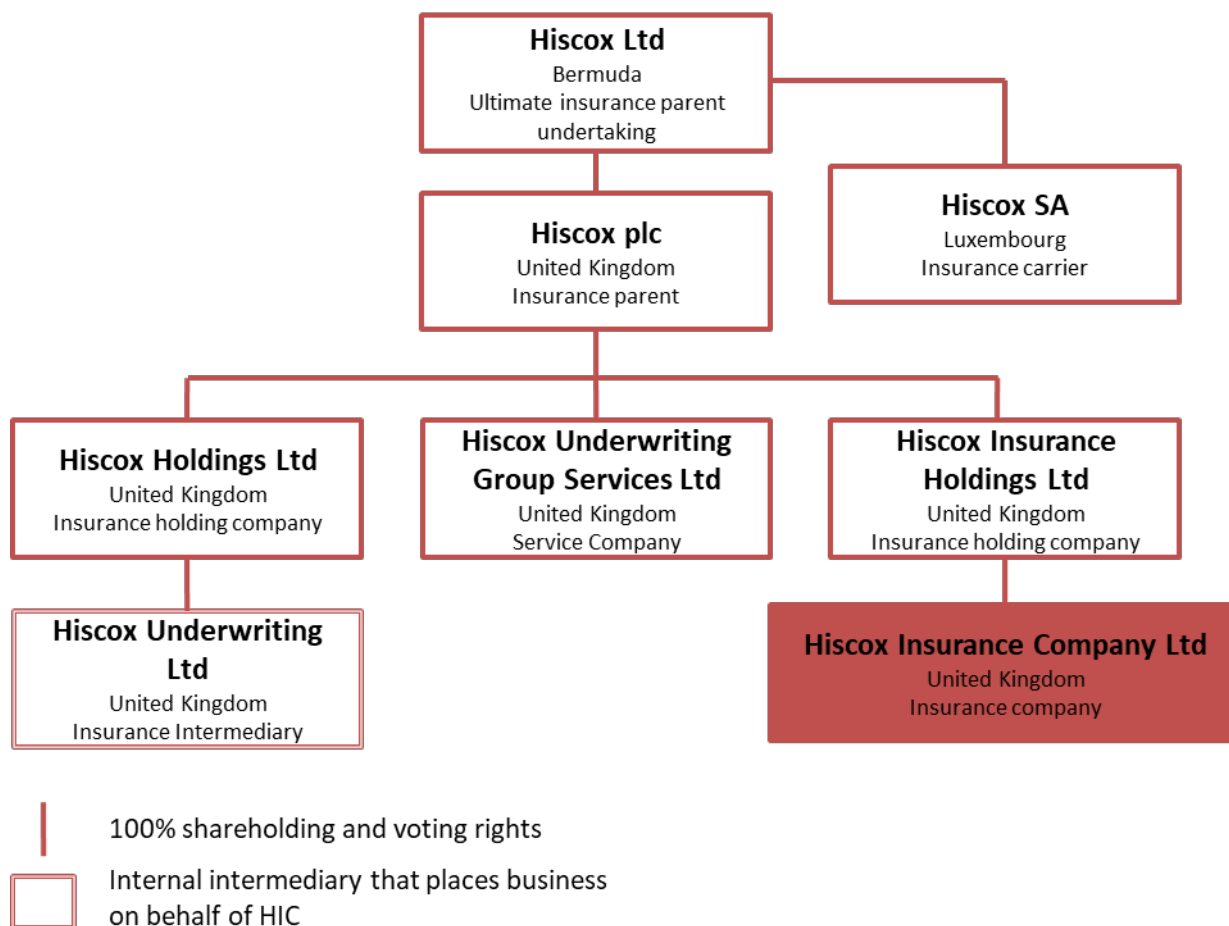 Hiscox Ltd
Bermuda
Ultimate insurance parent
undertaking
Hiscox SA
Luxembourg
Insurance carrier
Hiscox plc
United Kingdom
Insurance parent
Hiscox Holdings Ltd
United Kingdom
Insurance holding company
Hiscox Underwriting
Group Services Ltd
United Kingdom
Service Company
Hiscox Insurance
Holdings Ltd
United Kingdom
Insurance holding company
Hiscox Underwriting
Ltd
United Kingdom
Insurance Intermediary
Hiscox Insurance Company Ltd
United Kingdom
Insurance company
100% shareholding and voting rights
Internal intermediary that places business
on behalf of HIC